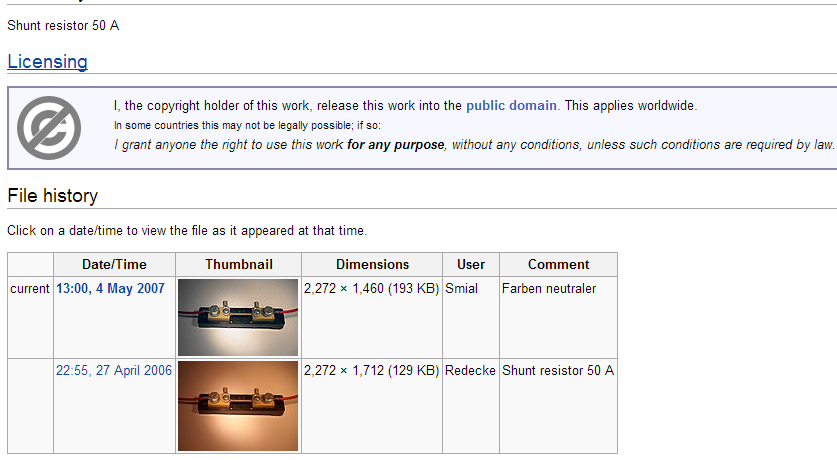 Shunt resistor 50 A
Licensing
I, the copyright holder of this work, release this work into the public domain. This applies worldwide.
In some countries this may not be legally possible; if so:
I grant anyone the right to use this work for any purpose, without any conditions, unless such conditions are required by law.
File history
Click on a date/time to view the file as it appeared at that time.
Date/Time Thumbnail Dimensions User Comment
current 13:00, 4 May 2007 2,272 × 1,460 (193 KB) Smial Farben neutraler
22:55, 27 April 2006 2,272 × 1,712 (129 KB) Redecke Shunt resistor 50 A